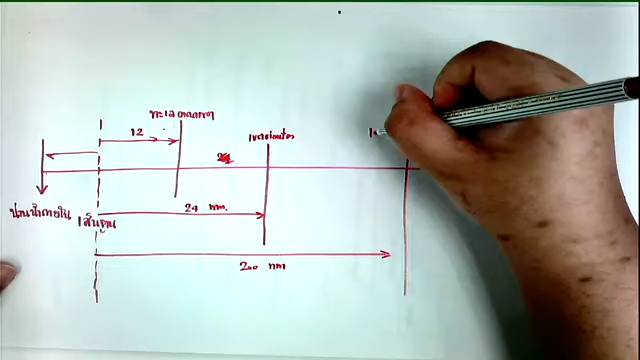 ทะเลอาณาเขต
12
เขตต่อเนื่อง
24 nm.
น่านน้ำภายใน
เส้นฐาน
200 nm